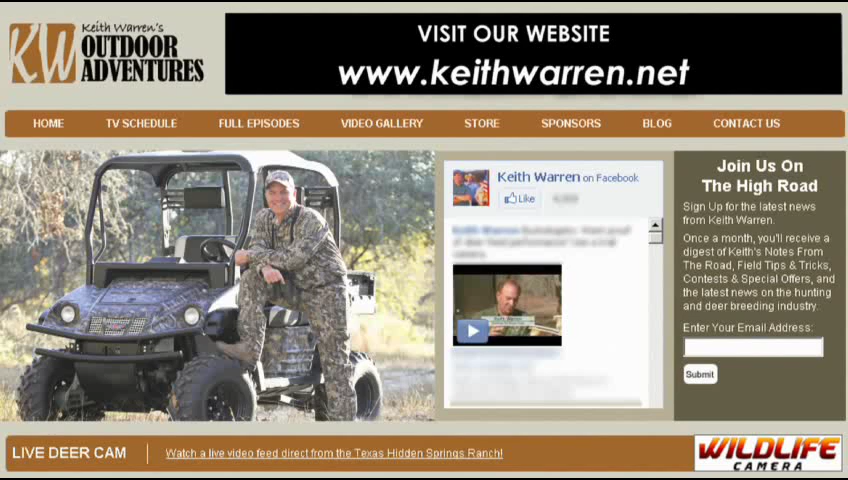 Keith Warren's
KW OUTDOOR
ADVENTURES
VISIT OUR WEBSITE
www.keithwarren.net
HOME TV SCHEDULE FULL EPISODES VIDEO GALLERY STORE SPONSORS BLOG CONTACT US
Keith Warren on Facebook
Like
Keith Warren
Keith Warren
Join Us On
The High Road
Sign Up for the latest news
from Keith Warren.
Once a month, you'll receive a
digest of Keith's Notes From
The Road, Field Tips & Tricks,
Contests & Special Offers, and
the latest news on the hunting
and deer breeding industry.
Enter Your Email Address:
Submit
LIVE DEER CAM
Watch a live video feed direct from the Texas Hidden Springs Ranch!
WILDLIFE
CAMERA